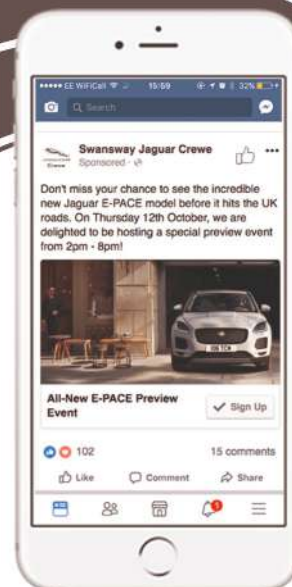 EE WiFiCall 15:59 32%
Search
Swansway Jaguar Crewe
Sponsored ·
Don't miss your chance to see the incredible
new Jaguar E-PACE model before it hits the UK
roads. On Thursday 12th October, we are
delighted to be hosting a special preview event
from 2pm - 8pm!
All-New E-PACE Preview
Event
Sign Up
102 15 comments
Like Comment Share
1